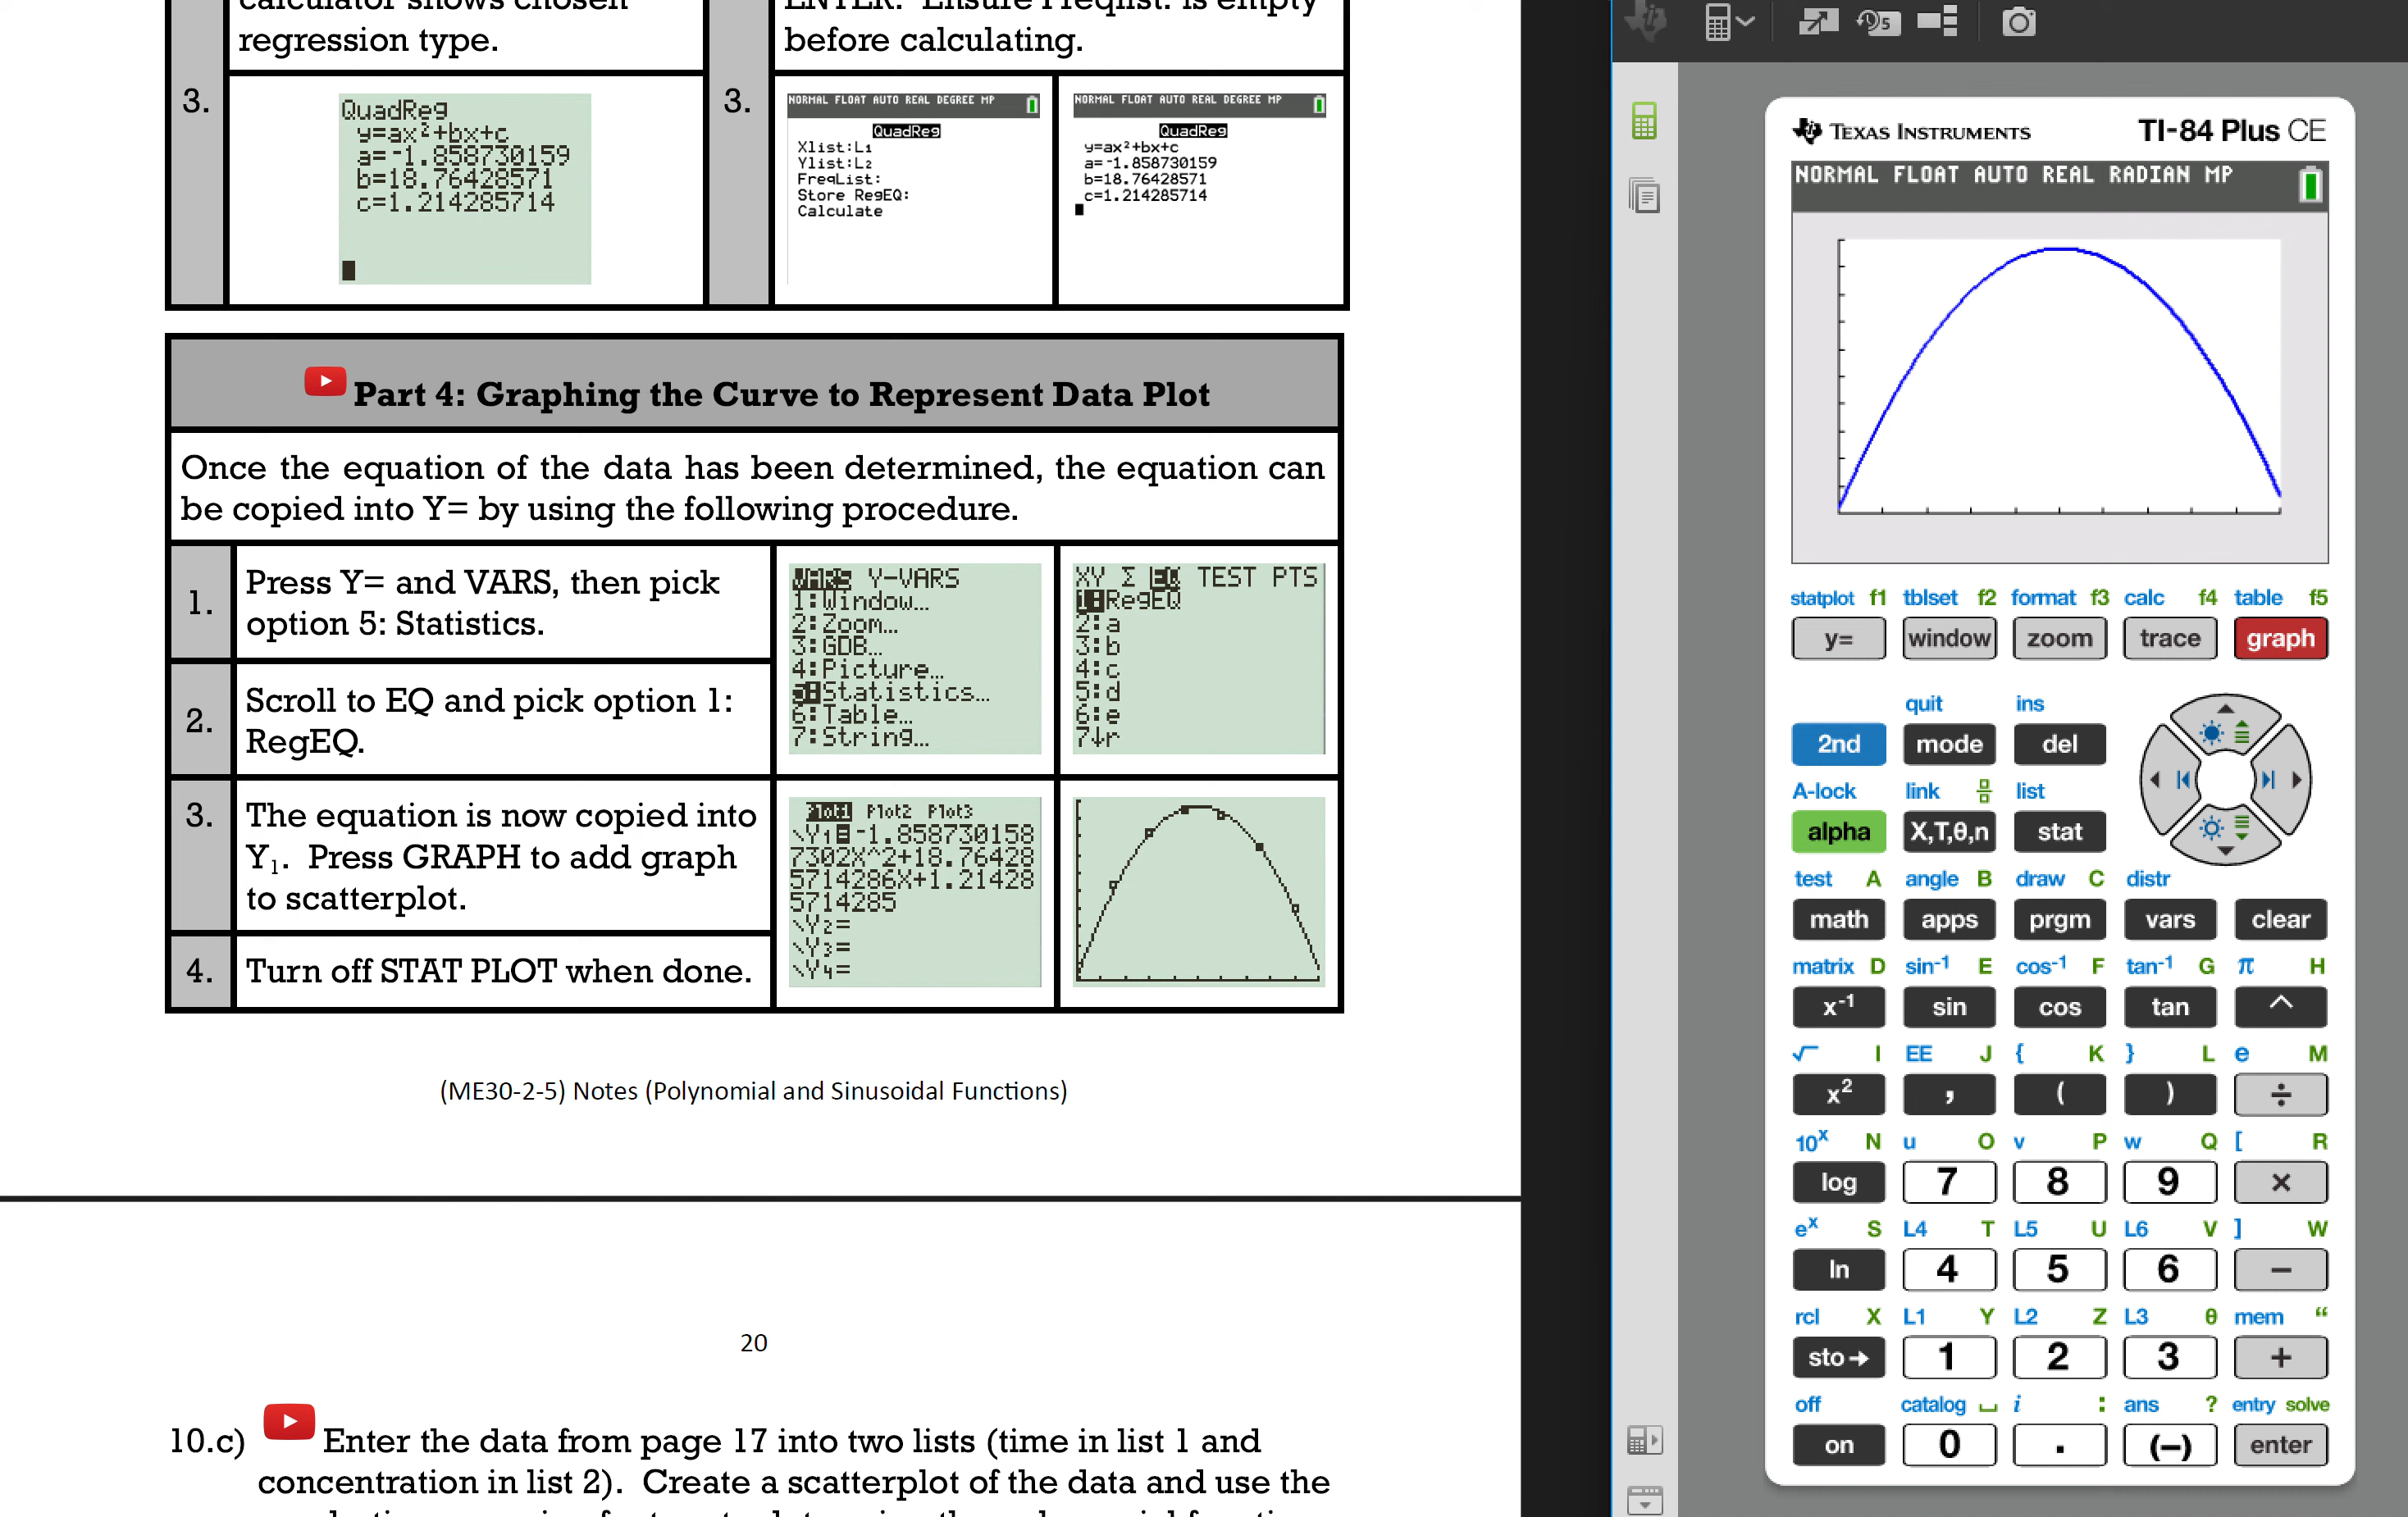 calculator shows chosen
regression type.
ENTER. Ensure FreqList: is empty
before calculating.
3.
QuadReg
y=ax²+bx+c
a=-1.858730159
b=18.76428571
c=1.214285714
3.
NORMAL FLOAT AUTO REAL DEGREE MP
QuadReg
Xlist:L1
Ylist:L2
FreqList:
Store RegEQ:
Calculate
NORMAL FLOAT AUTO REAL DEGREE MP
QuadReg
y=ax²+bx+c
a=-1.858730159
b=18.76428571
c=1.214285714
Part 4: Graphing the Curve to Represent Data Plot
Once the equation of the data has been determined, the equation can
be copied into Y= by using the following procedure.
1.
Press Y= and VARS, then pick
option 5: Statistics.
2.
Scroll to EQ and pick option 1:
RegEQ.
VARS Y-VARS
1:Window…
2:Zoom…
3:GDB…
4:Picture…
5:Statistics…
6:Table…
7:String…
XY Σ EQ TEST PTS
1:RegEQ
2:a
3:b
4:c
5:d
6:e
7↓r
3.
The equation is now copied into
Y₁. Press GRAPH to add graph
to scatterplot.
4.
Turn off STAT PLOT when done.
Plot1 Plot2 Plot3
\Y1=-1.858730158
7302X^2+18.76428
5714286X+1.21428
5714285
\Y2=
\Y3=
\Y4=
(ME30-2-5) Notes (Polynomial and Sinusoidal Functions)
20
10.c) Enter the data from page 17 into two lists (time in list 1 and
concentration in list 2). Create a scatterplot of the data and use the
5
TEXAS INSTRUMENTS TI-84 Plus CE
NORMAL FLOAT AUTO REAL RADIAN MP
statplot f1 tblset f2 format f3 calc f4 table f5
y= window zoom trace graph
quit ins
2nd mode del
A-lock link list
alpha X,T,θ,n stat
test A angle B draw C distr
math apps prgm vars clear
matrix D sin⁻¹ E cos⁻¹ F tan⁻¹ G π H
x⁻¹ sin cos tan ^
√ I EE J { K } L e M
x² , ( ) ÷
10ˣ N u O v P w Q [ R
log 7 8 9 ×
eˣ S L4 T L5 U L6 V ] W
ln 4 5 6 −
rcl X L1 Y L2 Z L3 θ mem “
sto→ 1 2 3 +
off catalog ⎵ i : ans ? entry solve
on 0 . (−) enter